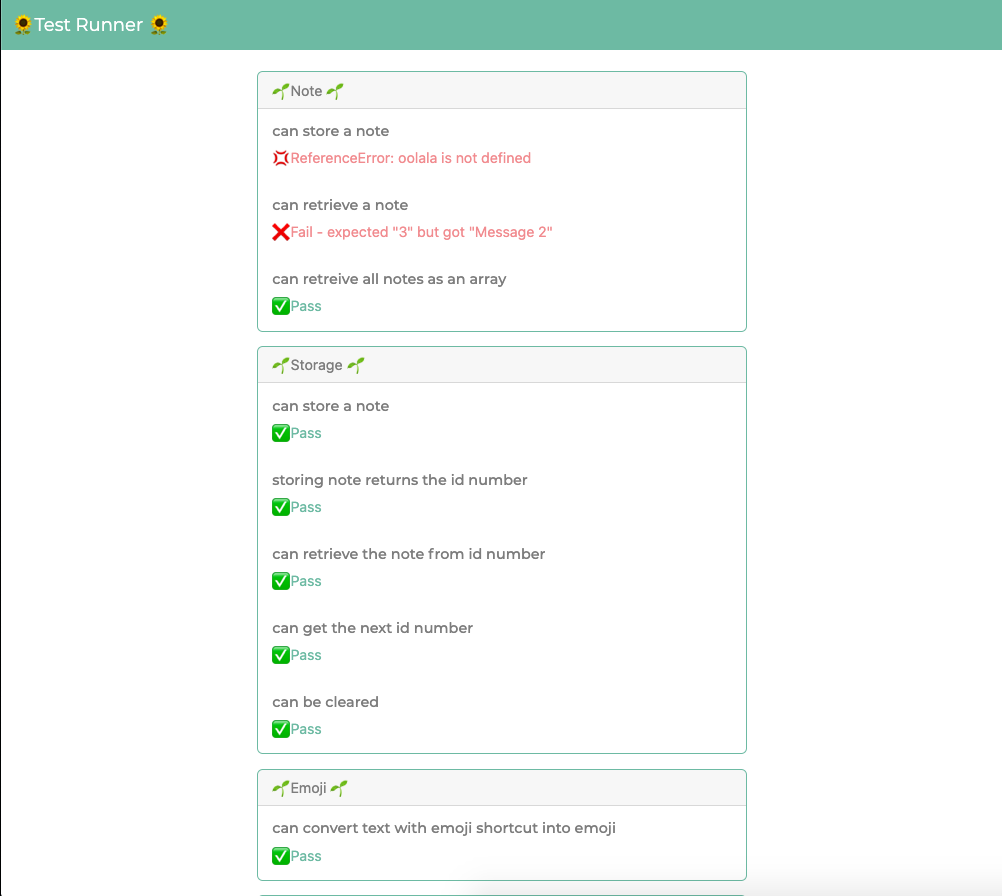 🌻Test Runner 🌻
🌱Note 🌱
can store a note
💢ReferenceError: oolala is not defined
can retrieve a note
❌Fail - expected "3" but got "Message 2"
can retreive all notes as an array
✅Pass
🌱Storage 🌱
can store a note
✅Pass
storing note returns the id number
✅Pass
can retrieve the note from id number
✅Pass
can get the next id number
✅Pass
can be cleared
✅Pass
🌱Emoji 🌱
can convert text with emoji shortcut into emoji
✅Pass